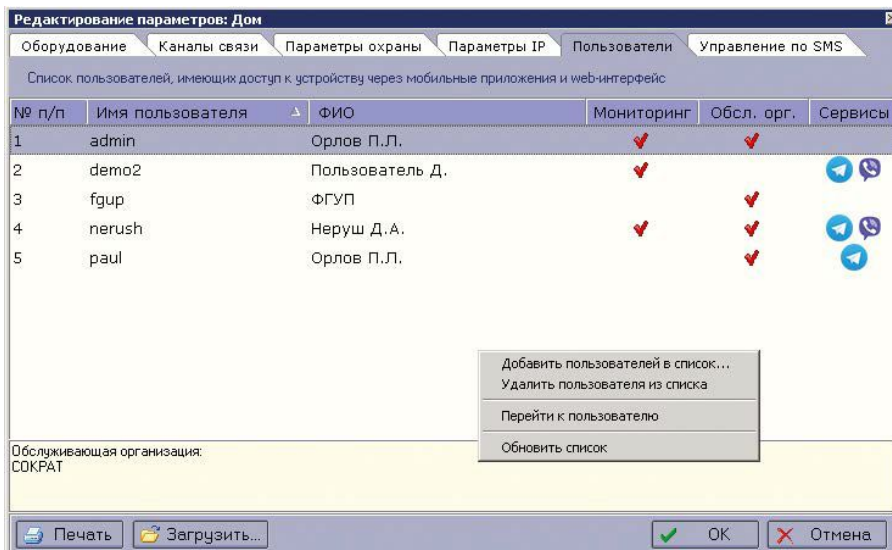 Редактирование параметров: Дом
Оборудование Каналы связи Параметры охраны Параметры IP Пользователи Управление по SMS
Список пользователей, имеющих доступ к устройству через мобильные приложения и web-интерфейс
№ п/п Имя пользователя ФИО Мониторинг Обсл. орг. Сервисы
1 admin Орлов П.Л.
2 demo2 Пользователь Д.
3 fgup ФГУП
4 nerush Неруш Д.А.
5 paul Орлов П.Л.
Добавить пользователей в список...
Удалить пользователя из списка
Перейти к пользователю
Обновить список
Обслуживающая организация:
СОКРАТ
Печать Загрузить... OK Отмена